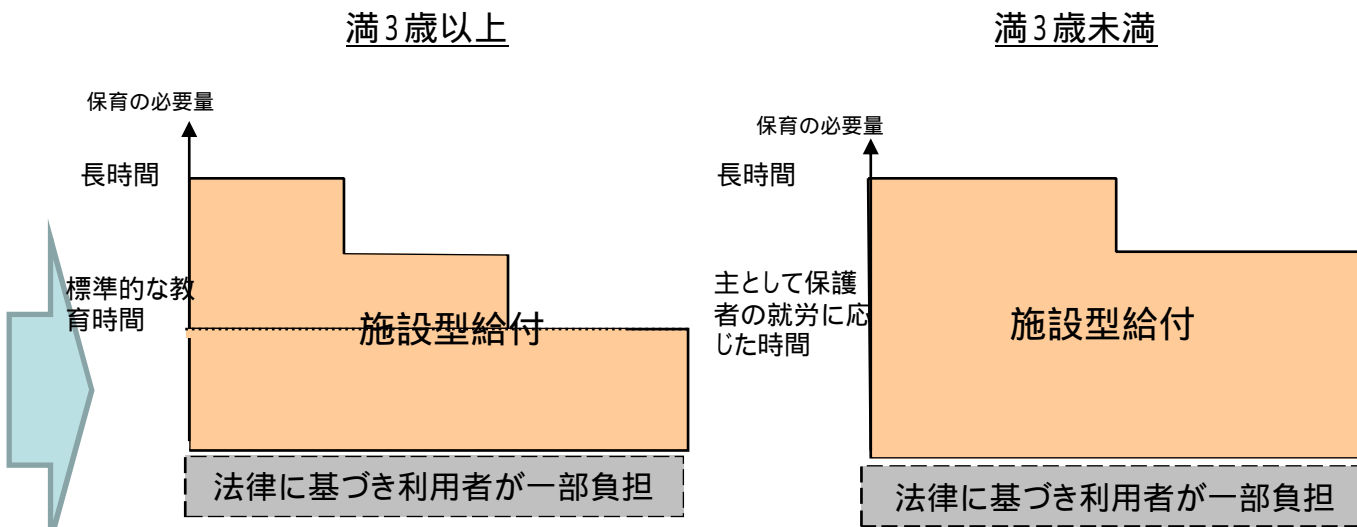 満3歳以上
保育の必要量
長時間
標準的な教
育時間
施設型給付
法律に基づき利用者が一部負担
満3歳未満
保育の必要量
長時間
主として保護
者の就労に応
じた時間
施設型給付
法律に基づき利用者が一部負担